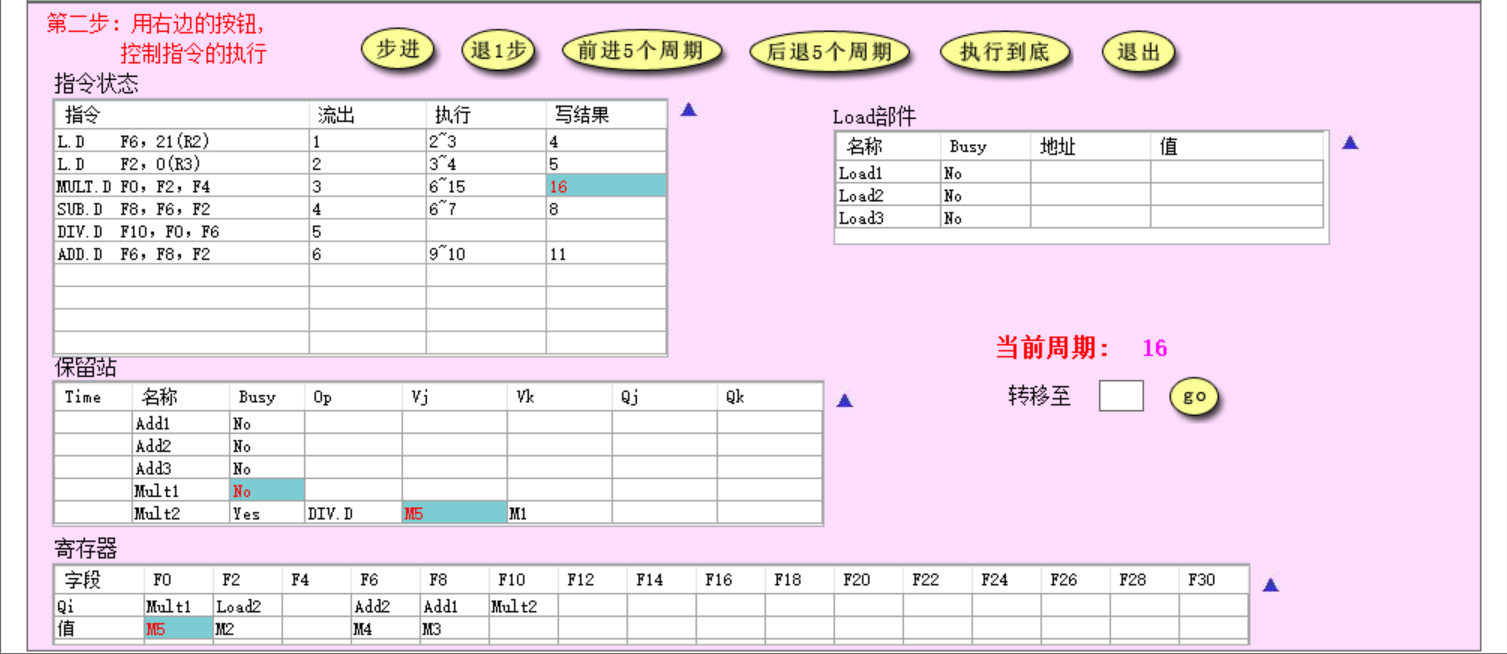 第二步：用右边的按钮，
控制指令的执行
步进 退1步 前进5个周期 后退5个周期 执行到底 退出
指令状态
指令 流出 执行 写结果
L.D F6，21(R2) 1 2~3 4
L.D F2，0(R3) 2 3~4 5
MULT.D F0，F2，F4 3 6~15 16
SUB.D F8，F6，F2 4 6~7 8
DIV.D F10，F0，F6 5
ADD.D F6，F8，F2 6 9~10 11
Load部件
名称 Busy 地址 值
Load1 No
Load2 No
Load3 No
当前周期： 16
转移至 go
保留站
Time 名称 Busy Op Vj Vk Qj Qk
Add1 No
Add2 No
Add3 No
Mult1 No
Mult2 Yes DIV.D M5 M1
寄存器
字段 F0 F2 F4 F6 F8 F10 F12 F14 F16 F18 F20 F22 F24 F26 F28 F30
Qi Mult1 Load2 Add2 Add1 Mult2
值 M5 M2 M4 M3